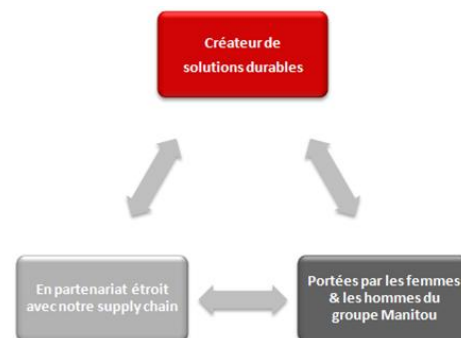 Créateur de
solutions durables
En partenariat étroit
avec notre supply chain
Portées par les femmes
& les hommes du
groupe Manitou